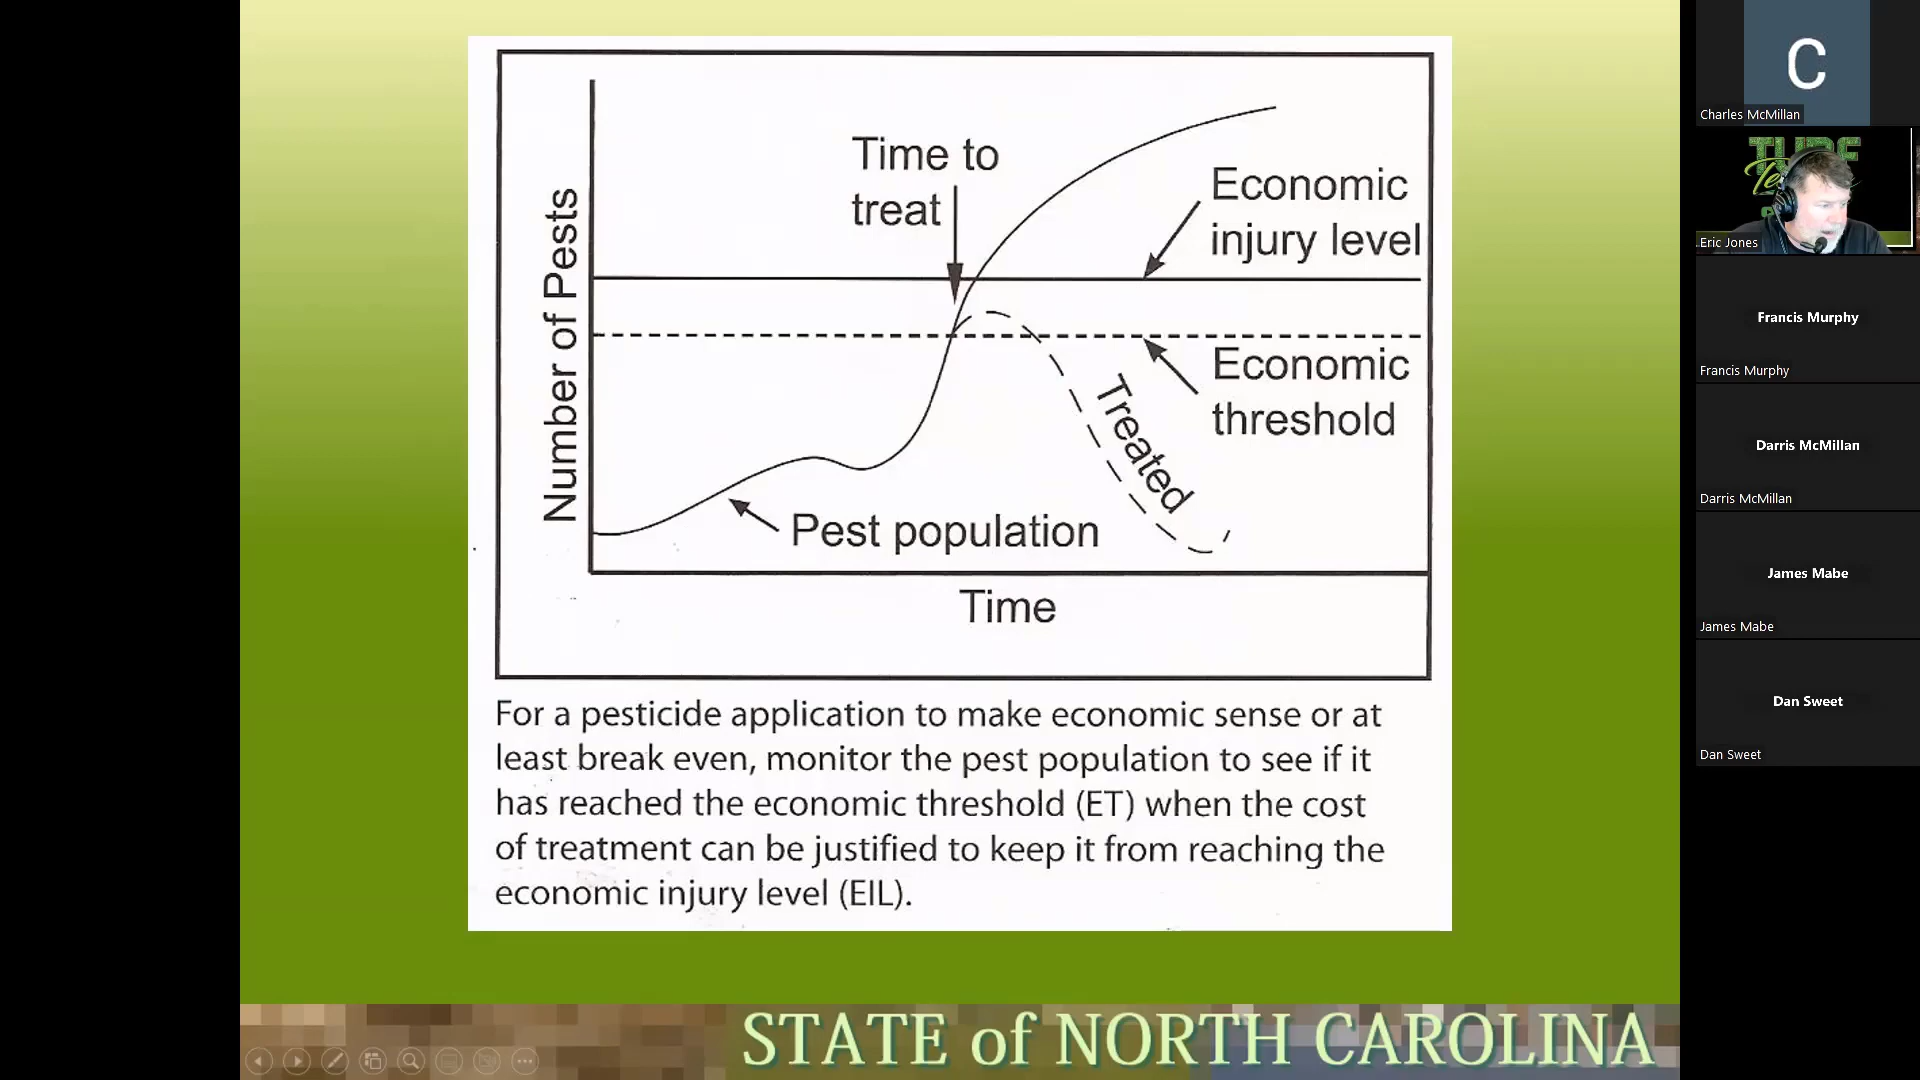 Time to
treat
Economic
injury level
Number of Pests
Economic
threshold
Treated
Pest population
Time
For a pesticide application to make economic sense or at
least break even, monitor the pest population to see if it
has reached the economic threshold (ET) when the cost
of treatment can be justified to keep it from reaching the
economic injury level (EIL).
STATE of NORTH CAROLINA
C
Charles McMillan
Eric Jones
Francis Murphy
Francis Murphy
Darris McMillan
Darris McMillan
James Mabe
James Mabe
Dan Sweet
Dan Sweet